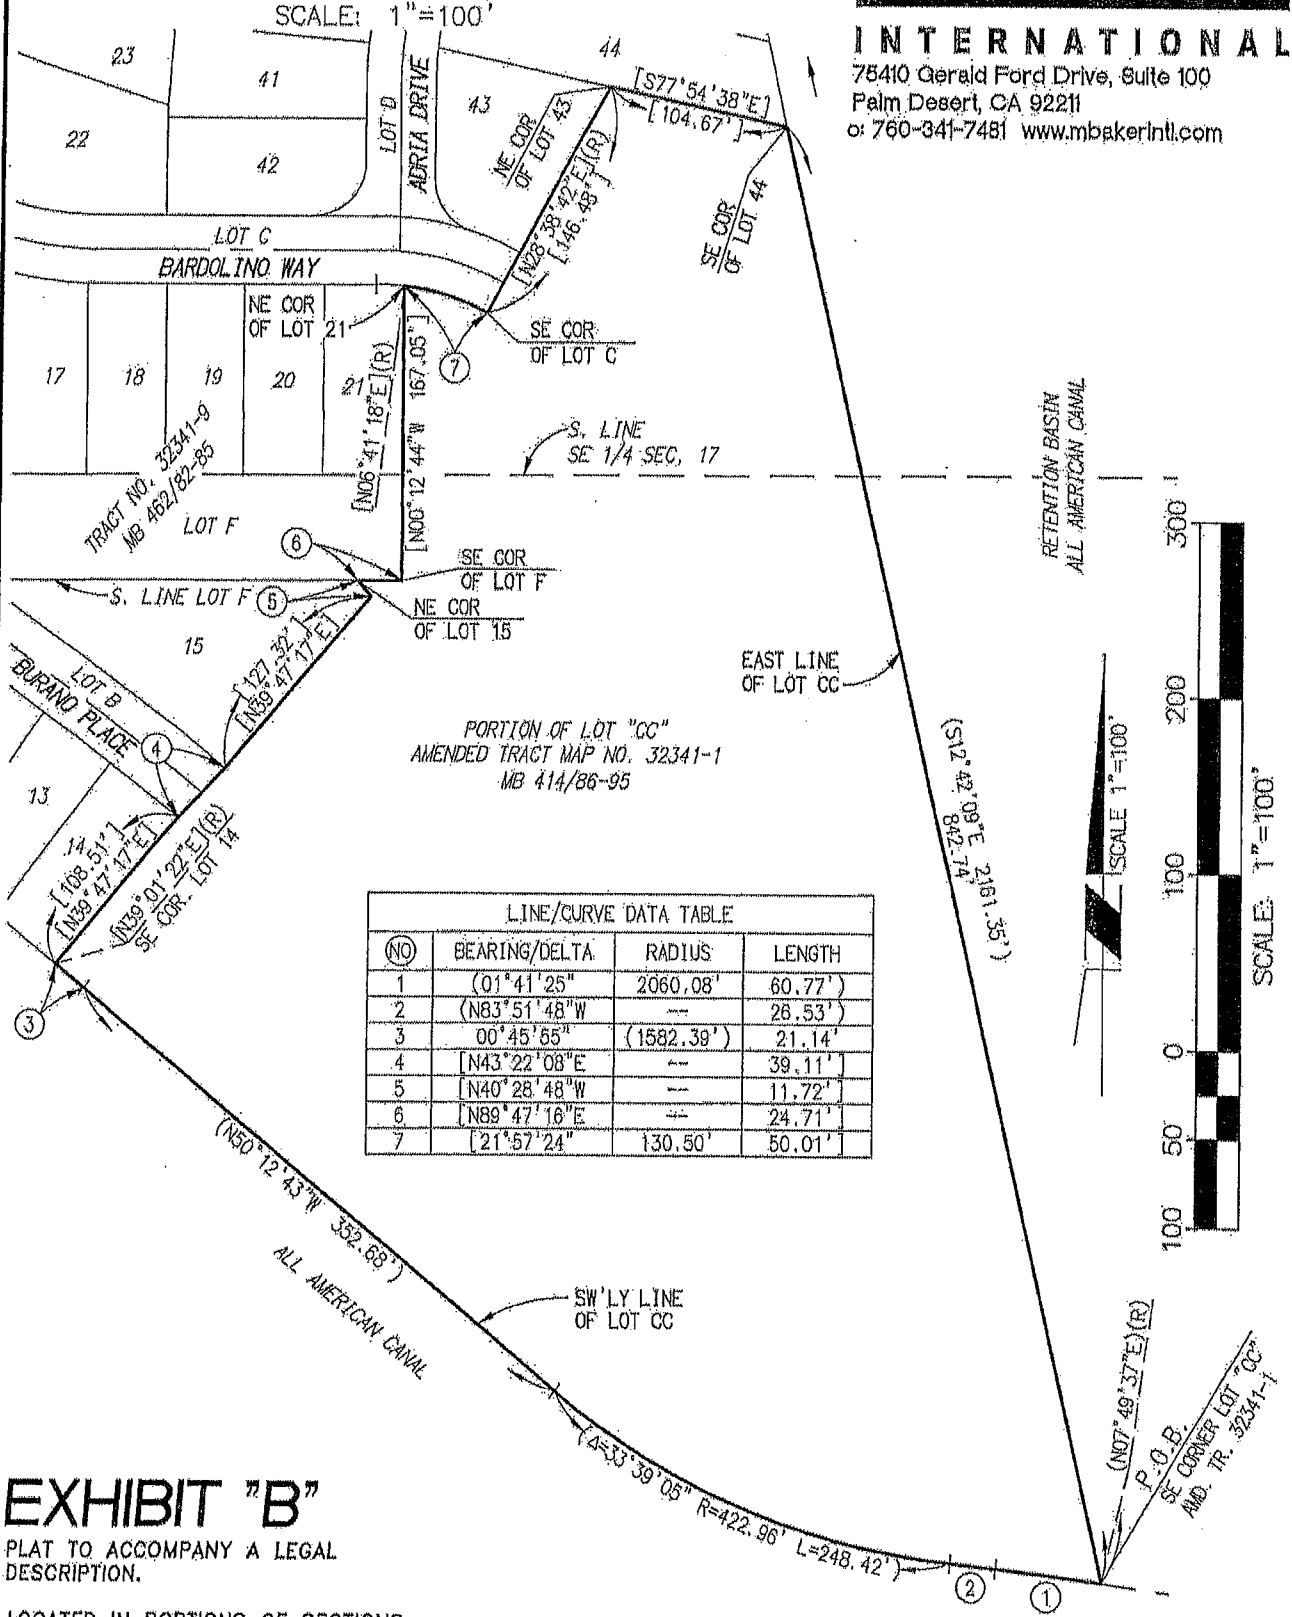 SCALE: 1"=100'
INTERNATIONAL
75410 Gerald Ford Drive, Suite 100
Palm Desert, CA 92211
o: 760-341-7481 www.mbakerintl.com
23
41
22
42
LOT D
ADRIA DRIVE
43
44
NE COR
OF LOT 43
[S77°54'38"E]
[104.67']
[N28°38'42"E](R)
[146.48']
SE COR
OF LOT 44
LOT C
BARDOLINO WAY
NE COR
OF LOT 21
SE COR
OF LOT C
7
17
18
19
20
21
[N06°41'18"E](R)
[N00°12'44"W 167.05']
S. LINE
SE 1/4 SEC, 17
RETENTION BASIN
ALL AMERICAN CANAL
TRACT NO. 32341-9
MB 462/82-85
LOT F
6
SE COR
OF LOT F
S. LINE LOT F
5
NE COR
OF LOT 15
15
[127.32']
[N39°47'17"E]
LOT B
BURANO PLACE
4
13
14
EAST LINE
OF LOT CC
PORTION OF LOT "CC"
AMENDED TRACT MAP NO. 32341-1
MB 414/86-95
(S12°42'09"E 2161.35')
842.74'
[108.51']
[N39°47'17"E]
[N39°01'22"E](R)
SE COR. LOT 14
3
LINE/CURVE DATA TABLE
NO BEARING/DELTA RADIUS LENGTH
1 (01°41'25" 2060.08' 60.77')
2 (N83°51'48"W -- 26.53')
3 00°45'55" (1582.39') 21.14'
4 [N43°22'08"E -- 39.11']
5 [N40°28'48"W -- 11.72']
6 [N89°47'16"E -- 24.71']
7 [21°57'24" 130.50' 50.01']
SCALE 1"=100'
300
200
100
0
50
100
SCALE: 1"=100'
(N50°12'43"W 352.68')
ALL AMERICAN CANAL
SW'LY LINE
OF LOT CC
(Δ=33°39'05" R=422.96' L=248.42')
2
1
(N07°49'37"E)(R)
P.O.B.
SE CORNER LOT "CC"
AMD. TR. 32341-1
EXHIBIT "B"
PLAT TO ACCOMPANY A LEGAL
DESCRIPTION.
LOCATED IN PORTIONS OF SECTIONS